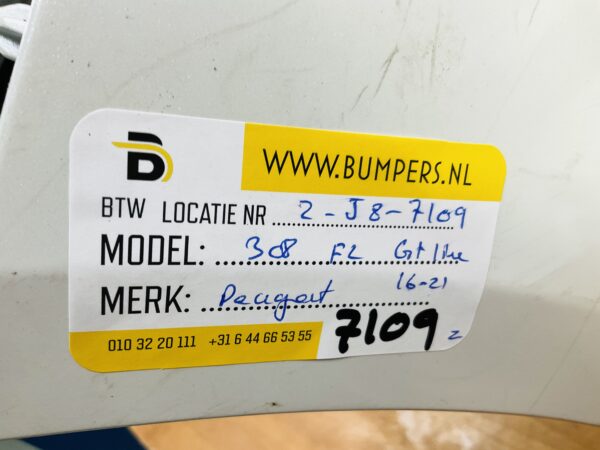 B WWW.BUMPERS.NL
BTW LOCATIE NR 2-J8-7109
MODEL: 308 FL Gt line
16-21
MERK: Peugeot
7109 2
010 32 20 111 +31 6 44 66 53 55